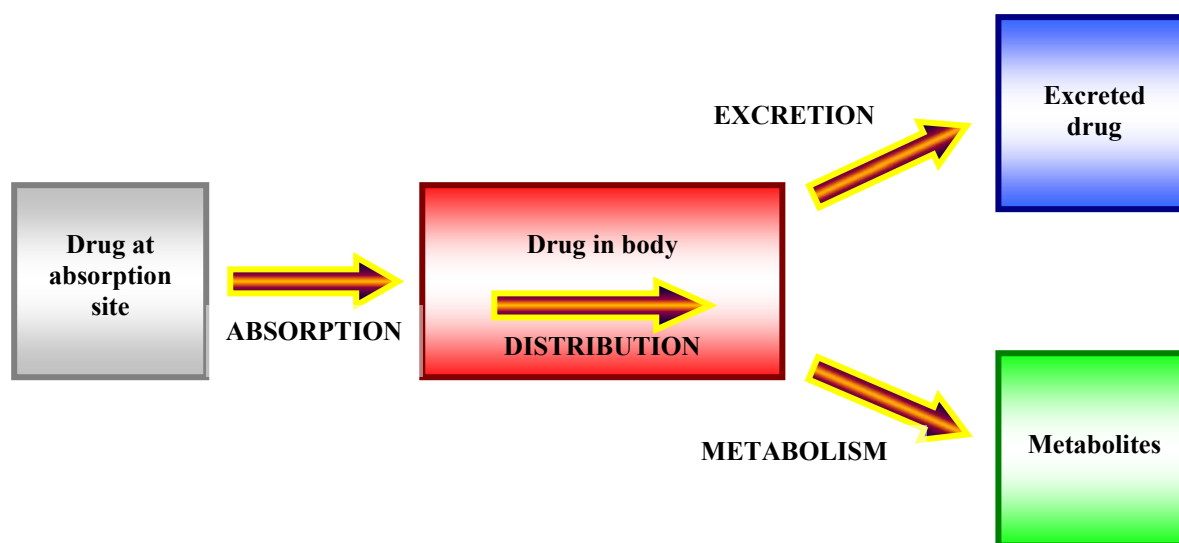 EXCRETION
Excreted
drug
Drug at
absorption
site
ABSORPTION
Drug in body
DISTRIBUTION
METABOLISM
Metabolites